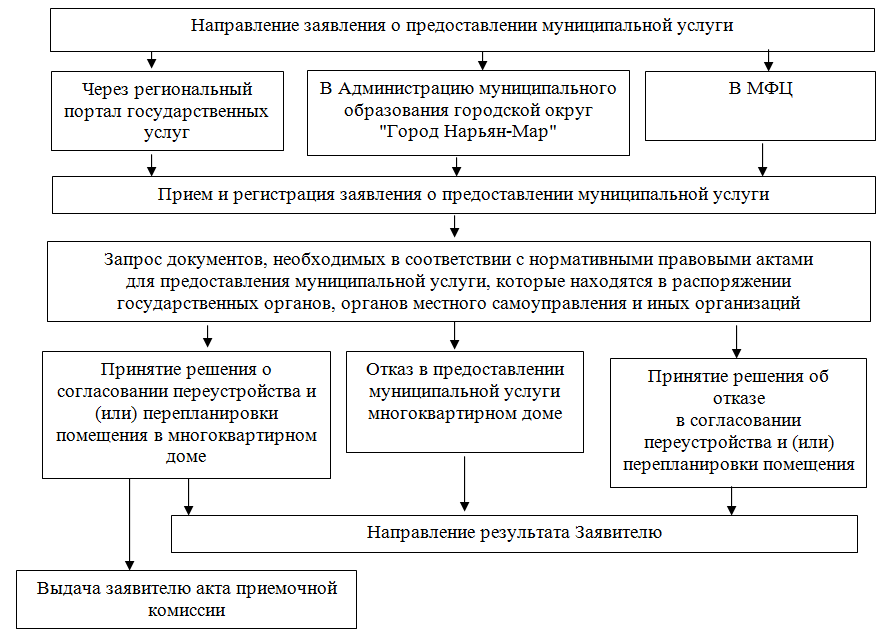 Направление заявления о предоставлении муниципальной услуги
Через региональный
портал государственных
услуг
В Администрацию муниципального
образования городской округ
"Город Нарьян-Мар"
В МФЦ
Прием и регистрация заявления о предоставлении муниципальной услуги
Запрос документов, необходимых в соответствии с нормативными правовыми актами
для предоставления муниципальной услуги, которые находятся в распоряжении
государственных органов, органов местного самоуправления и иных организаций
Принятие решения о
согласовании переустройства и
(или) перепланировки
помещения в многоквартирном
доме
Отказ в предоставлении
муниципальной услуги
многоквартирном доме
Принятие решения об
отказе
в согласовании
переустройства и (или)
перепланировки помещения
Направление результата Заявителю
Выдача заявителю акта приемочной
комиссии